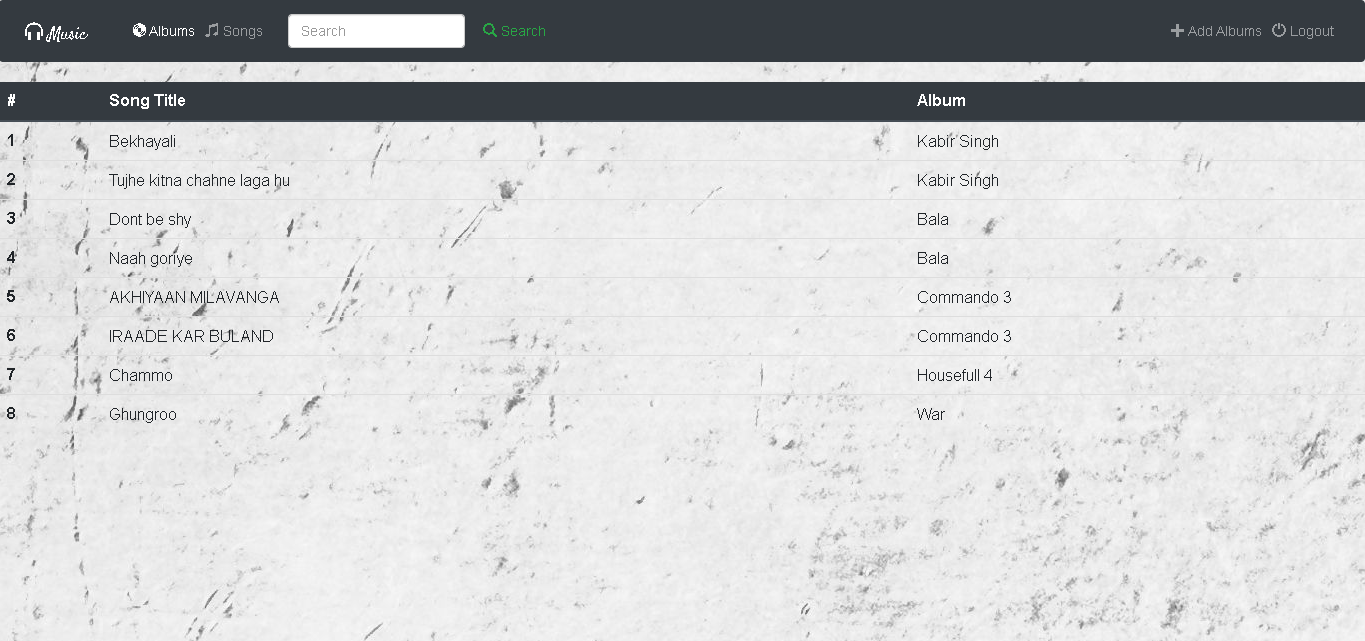 Music Albums Songs Search Search Add Albums Logout
# Song Title Album
1 Bekhayali Kabir Singh
2 Tujhe kitna chahne laga hu Kabir Singh
3 Dont be shy Bala
4 Naah goriye Bala
5 AKHIYAAN MILAVANGA Commando 3
6 IRAADE KAR BULAND Commando 3
7 Chammo Housefull 4
8 Ghungroo War